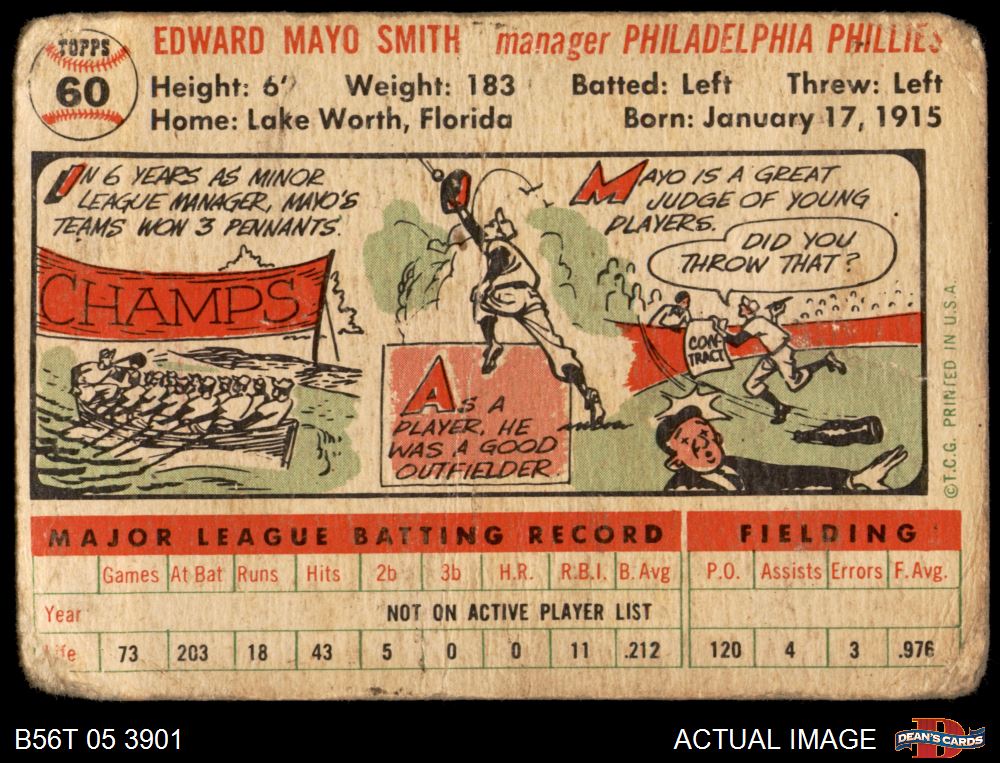 TOPPS
60
EDWARD MAYO SMITH manager PHILADELPHIA PHILLIES
Height: 6' Weight: 183 Batted: Left Threw: Left
Home: Lake Worth, Florida Born: January 17, 1915
IN 6 YEARS AS MINOR
LEAGUE MANAGER, MAYO'S
TEAMS WON 3 PENNANTS.
CHAMPS
AS A
PLAYER, HE
WAS A GOOD
OUTFIELDER
MAYO IS A GREAT
JUDGE OF YOUNG
PLAYERS.
DID YOU
THROW THAT?
CON-
TRACT
© T.C.G. PRINTED IN U.S.A.
MAJOR LEAGUE BATTING RECORD FIELDING
Games At Bat Runs Hits 2b 3b H.R. R.B.I. B. Avg P.O. Assists Errors F. Avg.
Year NOT ON ACTIVE PLAYER LIST
Life 73 203 18 43 5 0 0 11 .212 120 4 3 .976
B56T 05 3901 ACTUAL IMAGE DEAN'S CARDS